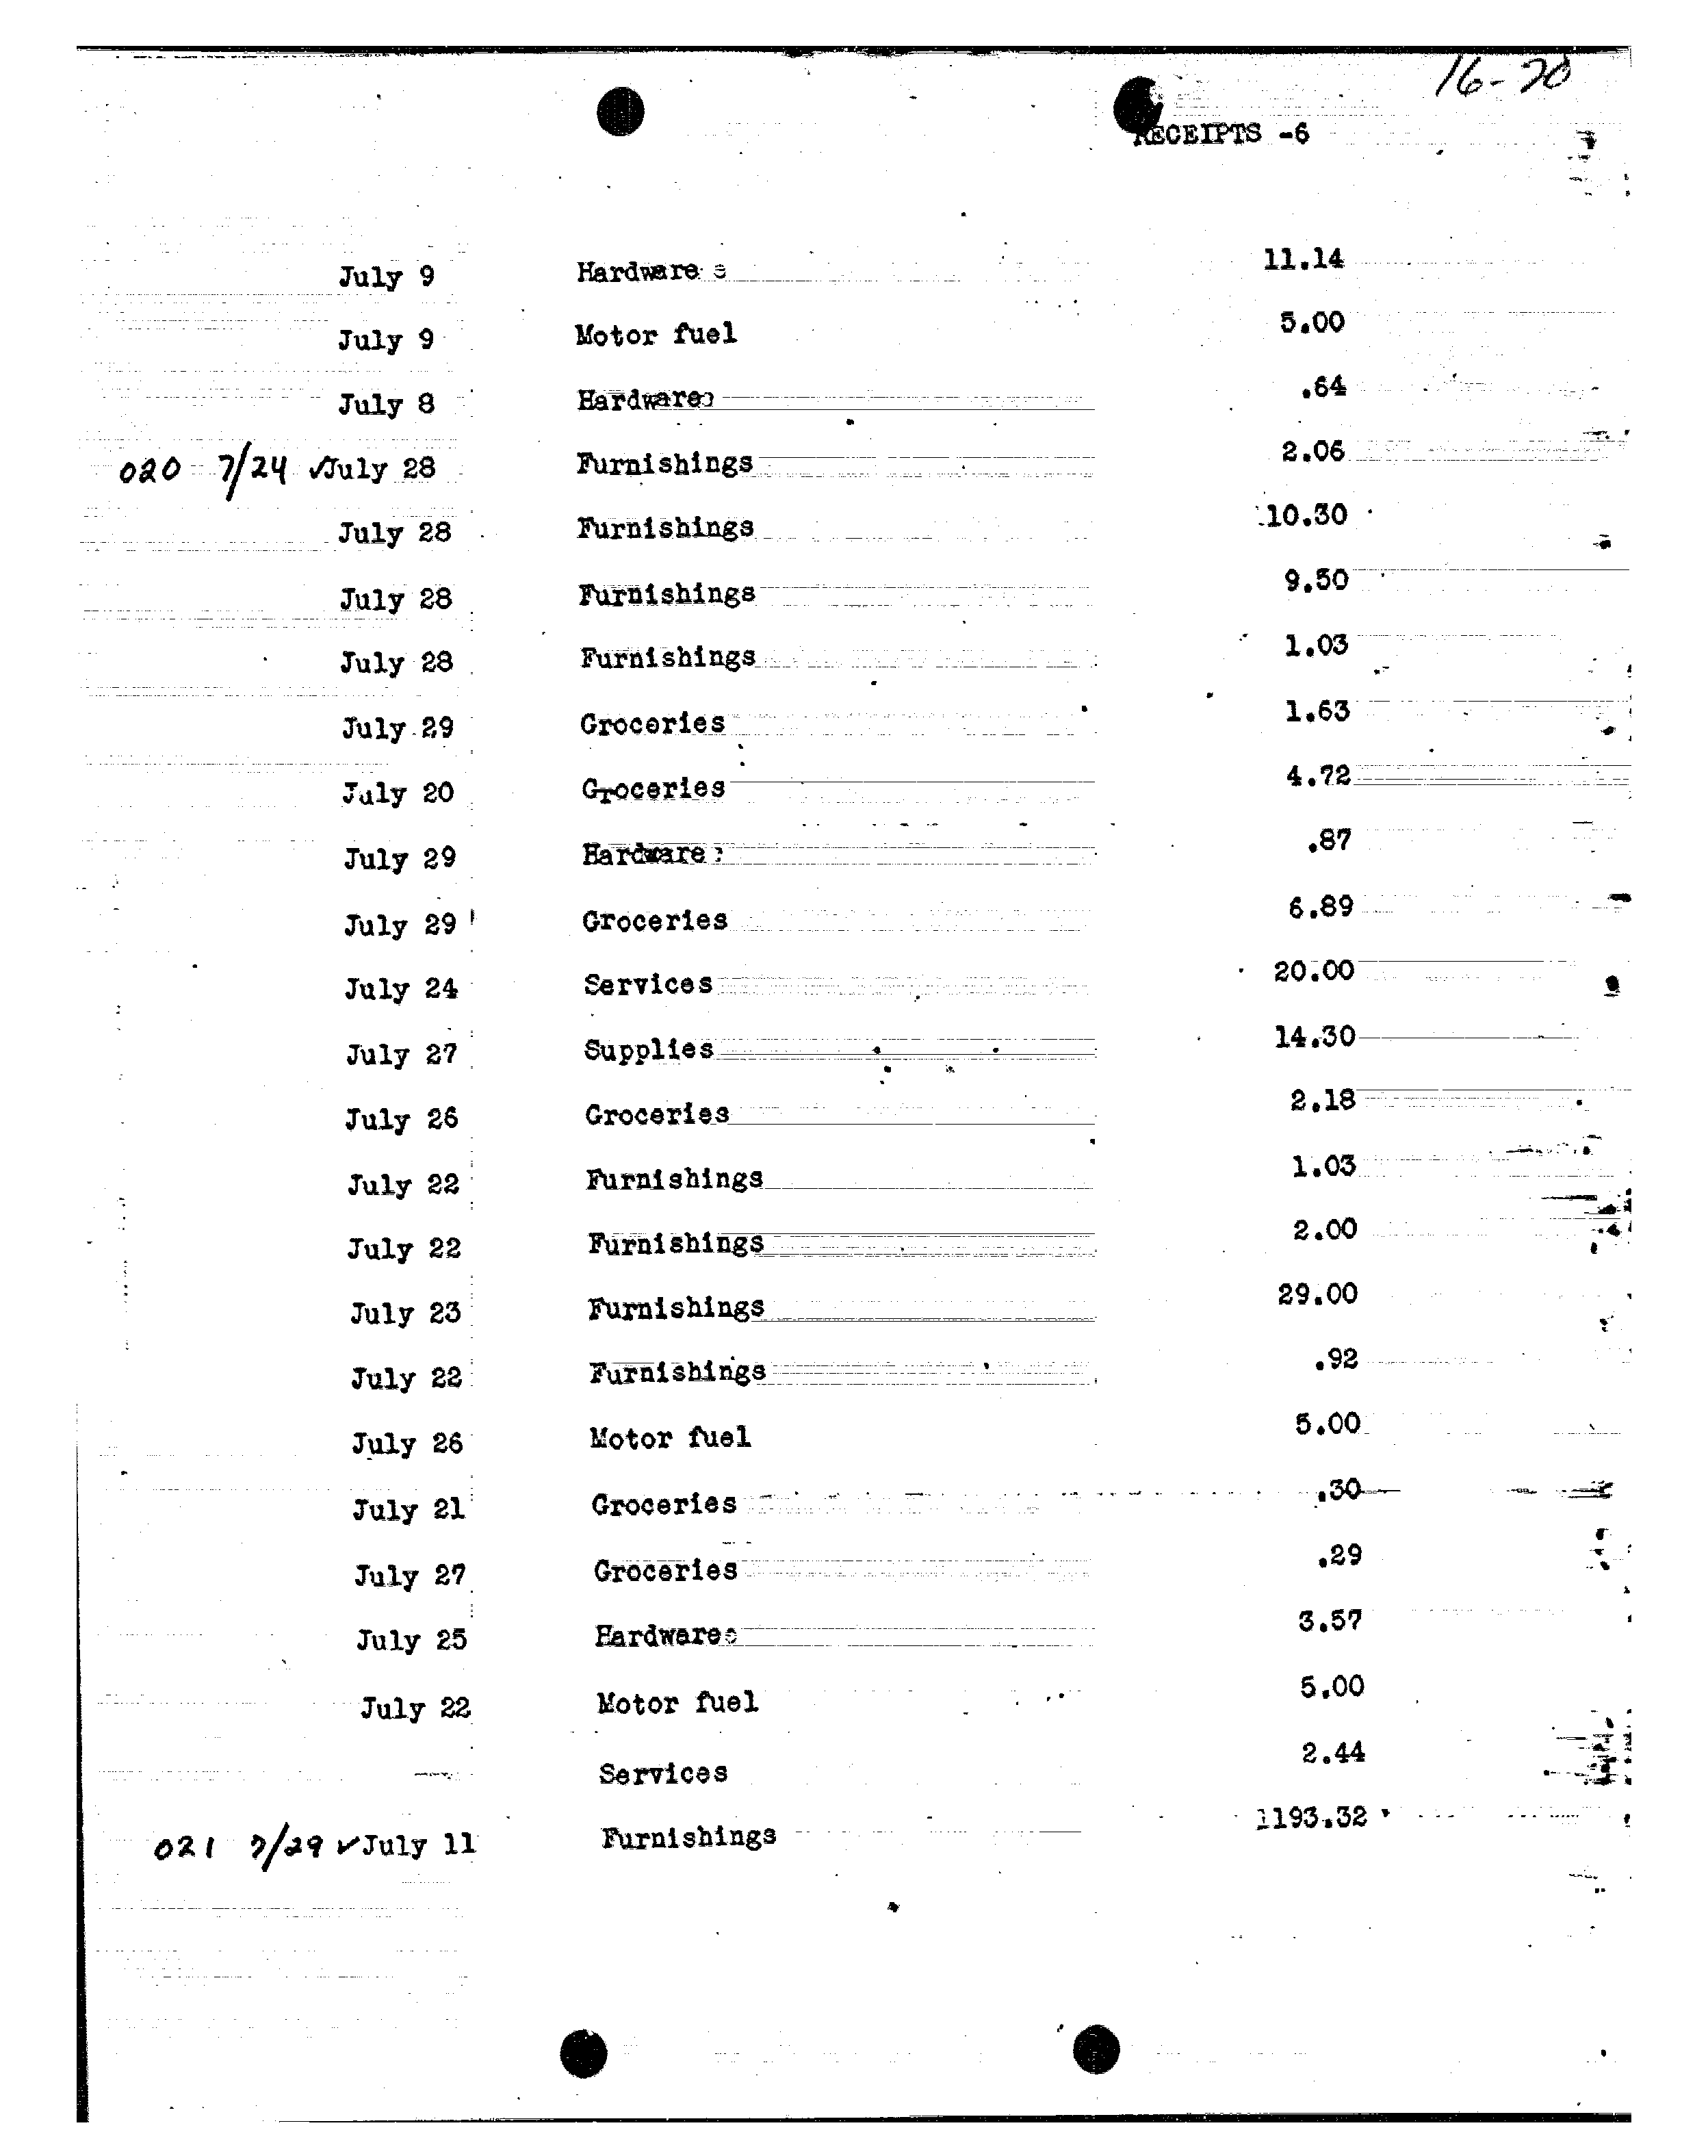 16-20
RECEIPTS -6
July 9 Hardware 11.14
July 9 Motor fuel 5.00
July 8 Hardware .64
020 7/24 ✓July 28 Furnishings 2.06
July 28 Furnishings 10.30
July 28 Furnishings 9.50
July 28 Furnishings 1.03
July 29 Groceries 1.63
July 20 Groceries 4.72
July 29 Hardware .87
July 29 Groceries 6.89
July 24 Services 20.00
July 27 Supplies 14.30
July 26 Groceries 2.18
July 22 Furnishings 1.03
July 22 Furnishings 2.00
July 23 Furnishings 29.00
July 22 Furnishings .92
July 26 Motor fuel 5.00
July 21 Groceries .30
July 27 Groceries .29
July 25 Hardware 3.57
July 22 Motor fuel 5.00
— Services 2.44
021 7/29 ✓July 11 Furnishings 1193.32